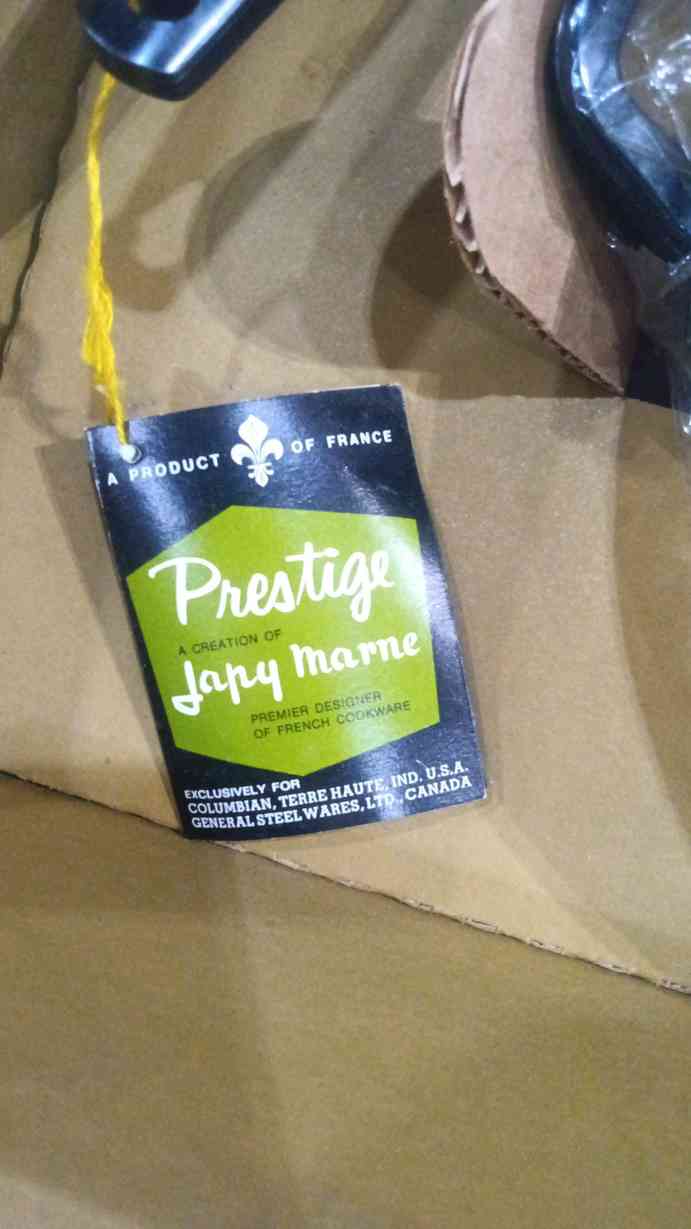 A PRODUCT OF FRANCE
Prestige
A CREATION OF
Japy Marne
PREMIER DESIGNER
OF FRENCH COOKWARE
EXCLUSIVELY FOR
COLUMBIAN, TERRE HAUTE, IND. U.S.A.
GENERAL STEEL WARES, LTD., CANADA